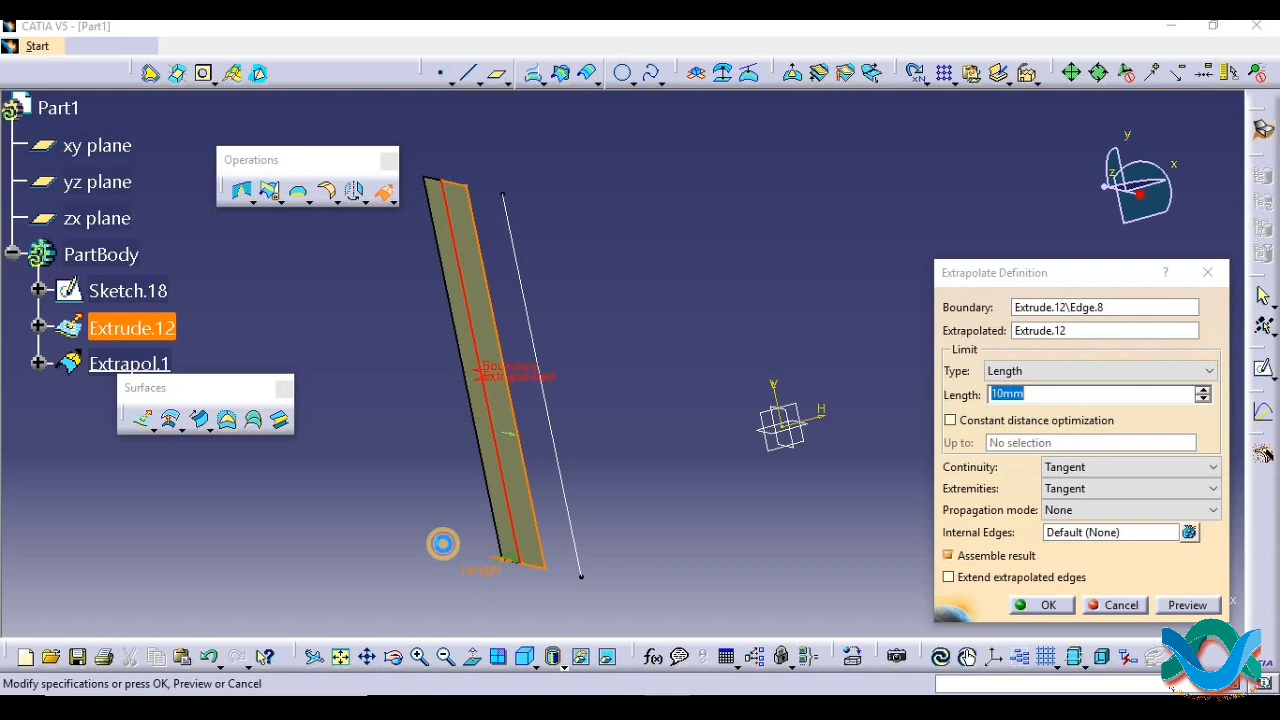 CATIA V5 - [Part1]
Start
Part1
xy plane
yz plane
zx plane
PartBody
Sketch.18
Extrude.12
Extrapol.1
Operations
Surfaces
Boundary
Extrapolated
Length
y
x
z
y
H
Extrapolate Definition
?
Boundary: Extrude.12\Edge.8
Extrapolated: Extrude.12
Limit
Type: Length
Length: 10mm
Constant distance optimization
Up to: No selection
Continuity: Tangent
Extremities: Tangent
Propagation mode: None
Internal Edges: Default (None)
Assemble result
Extend extrapolated edges
OK Cancel Preview
x
f(x)
Modify specifications or press OK, Preview or Cancel